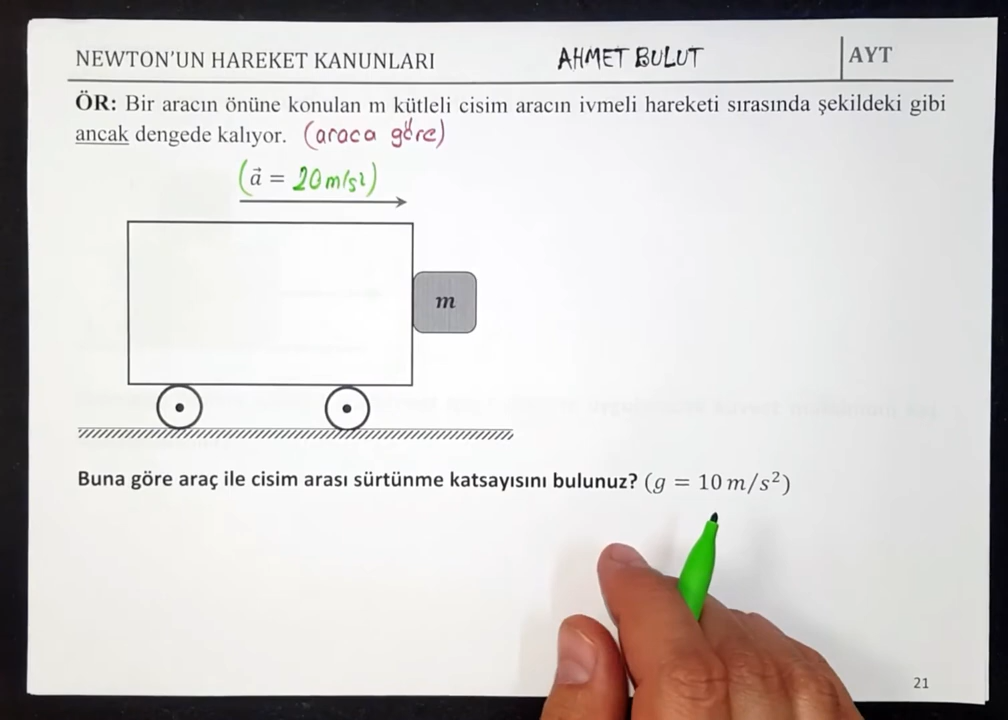 NEWTON'UN HAREKET KANUNLARI AHMET BULUT AYT
ÖR: Bir aracın önüne konulan m kütleli cisim aracın ivmeli hareketi sırasında şekildeki gibi
ancak dengede kalıyor. (araca göre)
(a⃗ = 20m/s²)
m
Buna göre araç ile cisim arası sürtünme katsayısını bulunuz? (g = 10 m/s²)
21